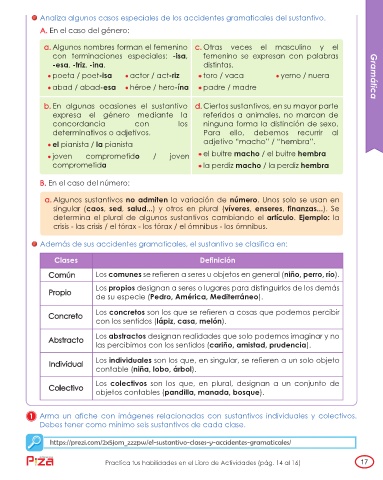 Analiza algunos casos especiales de los accidentes gramaticales del sustantivo.
A. En el caso del género:
a. Algunos nombres forman el femenino con terminaciones especiales: -isa, -esa, -triz, -ina.
• poeta / poet-isa • actor / act-riz
• abad / abad-esa • héroe / hero-ína
c. Otras veces el masculino y el femenino se expresan con palabras distintas.
• toro / vaca • yerno / nuera
• padre / madre
b. En algunas ocasiones el sustantivo expresa el género mediante la concordancia con los determinativos o adjetivos.
• el pianista / la pianista
• joven comprometido / joven comprometida
d. Ciertos sustantivos, en su mayor parte referidos a animales, no marcan de ninguna forma la distinción de sexo. Para ello, debemos recurrir al adjetivo "macho" / "hembra".
• el buitre macho / el buitre hembra
• la perdiz macho / la perdiz hembra
Gramática
B. En el caso del número:
a. Algunos sustantivos no admiten la variación de número. Unos solo se usan en singular (caos, sed, salud...) y otros en plural (víveres, enseres, finanzas...). Se determina el plural de algunos sustantivos cambiando el artículo. Ejemplo: la crisis - las crisis / el tórax - los tórax / el ómnibus - los ómnibus.
Además de sus accidentes gramaticales, el sustantivo se clasifica en:
Clases Definición
Común Los comunes se refieren a seres u objetos en general (niño, perro, río).
Propio Los propios designan a seres o lugares para distinguirlos de los demás de su especie (Pedro, América, Mediterráneo).
Concreto Los concretos son los que se refieren a cosas que podemos percibir con los sentidos (lápiz, casa, melón).
Abstracto Los abstractos designan realidades que solo podemos imaginar y no las percibimos con los sentidos (cariño, amistad, prudencia).
Individual Los individuales son los que, en singular, se refieren a un solo objeto contable (niña, lobo, árbol).
Colectivo Los colectivos son los que, en plural, designan a un conjunto de objetos contables (pandilla, manada, bosque).
1 Arma un afiche con imágenes relacionadas con sustantivos individuales y colectivos. Debes tener como mínimo seis sustantivos de cada clase.
https://prezi.com/2x5jom_zzzpw/el-sustantivo-clases-y-accidentes-gramaticales/
Practica tus habilidades en el Libro de Actividades (pág. 14 al 16)
17